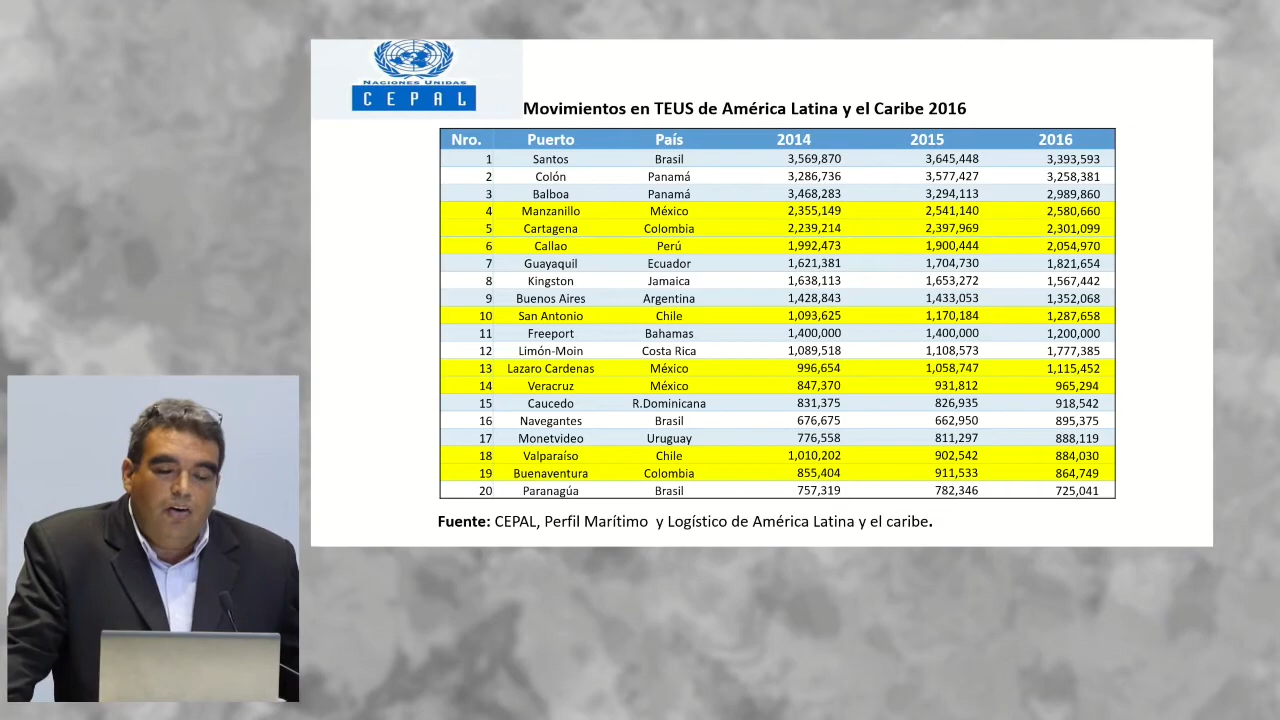 NACIONES UNIDAS
CEPAL
Movimientos en TEUS de América Latina y el Caribe 2016
Nro. Puerto País 2014 2015 2016
1 Santos Brasil 3,569,870 3,645,448 3,393,593
2 Colón Panamá 3,286,736 3,577,427 3,258,381
3 Balboa Panamá 3,468,283 3,294,113 2,989,860
4 Manzanillo México 2,355,149 2,541,140 2,580,660
5 Cartagena Colombia 2,239,214 2,397,969 2,301,099
6 Callao Perú 1,992,473 1,900,444 2,054,970
7 Guayaquil Ecuador 1,621,381 1,704,730 1,821,654
8 Kingston Jamaica 1,638,113 1,653,272 1,567,442
9 Buenos Aires Argentina 1,428,843 1,433,053 1,352,068
10 San Antonio Chile 1,093,625 1,170,184 1,287,658
11 Freeport Bahamas 1,400,000 1,400,000 1,200,000
12 Limón-Moin Costa Rica 1,089,518 1,108,573 1,777,385
13 Lazaro Cardenas México 996,654 1,058,747 1,115,452
14 Veracruz México 847,370 931,812 965,294
15 Caucedo R.Dominicana 831,375 826,935 918,542
16 Navegantes Brasil 676,675 662,950 895,375
17 Monetvideo Uruguay 776,558 811,297 888,119
18 Valparaíso Chile 1,010,202 902,542 884,030
19 Buenaventura Colombia 855,404 911,533 864,749
20 Paranagúa Brasil 757,319 782,346 725,041
Fuente: CEPAL, Perfil Marítimo y Logístico de América Latina y el caribe.